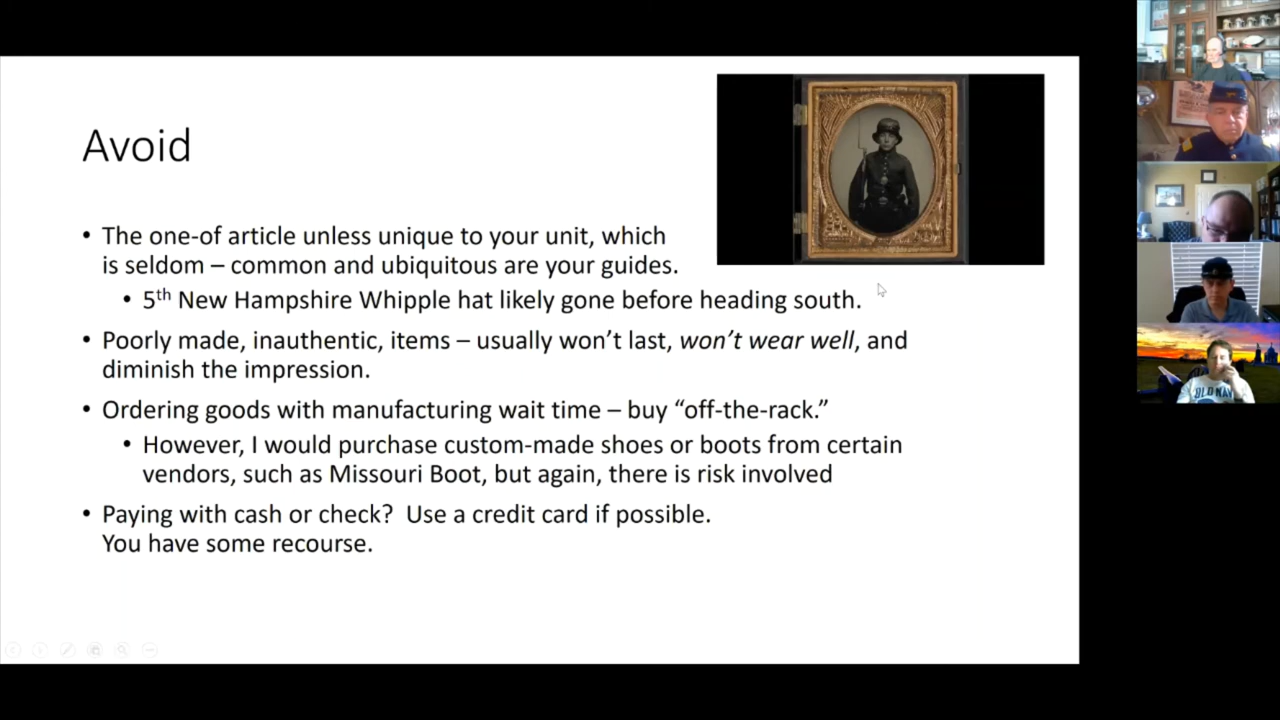 Avoid
• The one-of article unless unique to your unit, which
is seldom – common and ubiquitous are your guides.
• 5th New Hampshire Whipple hat likely gone before heading south.
• Poorly made, inauthentic, items – usually won’t last, won’t wear well, and
diminish the impression.
• Ordering goods with manufacturing wait time – buy “off-the-rack.”
• However, I would purchase custom-made shoes or boots from certain
vendors, such as Missouri Boot, but again, there is risk involved
• Paying with cash or check?  Use a credit card if possible.
You have some recourse.
OLD NAVY